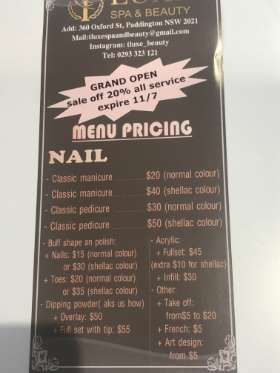 SPA & BEAUTY
Add: 360 Oxford St, Paddington NSW 2021
Mail:iluxespaandbeauty@gmail.com
Instagram: iluxe_beauty
Tel: 0293 323 121
GRAND OPEN
sale off 20% all service
expire 11/7
MENU PRICING
NAIL
- Classic manicure $20 (normal colour)
- Classic manicure $40 (shellac colour)
- Classic pedicure $30 (normal colour)
- Classic pedicure $50 (shellac colour)
- Buff shape an polish:
+ Nails: $15 (normal colour)
or $30 (shellac colour)
+ Toes: $20 (normal colour)
or $35 (shellac colour)
- Dipping powder( aks us how)
+ Overlay: $50
+ Full set with tip: $55
- Acrylic:
+ Fullset: $45
(extra $10 for shellac)
+ Infill: $30
- Other:
+ Take off:
from$5 to $20
+ French: $5
+ Art design:
from $5